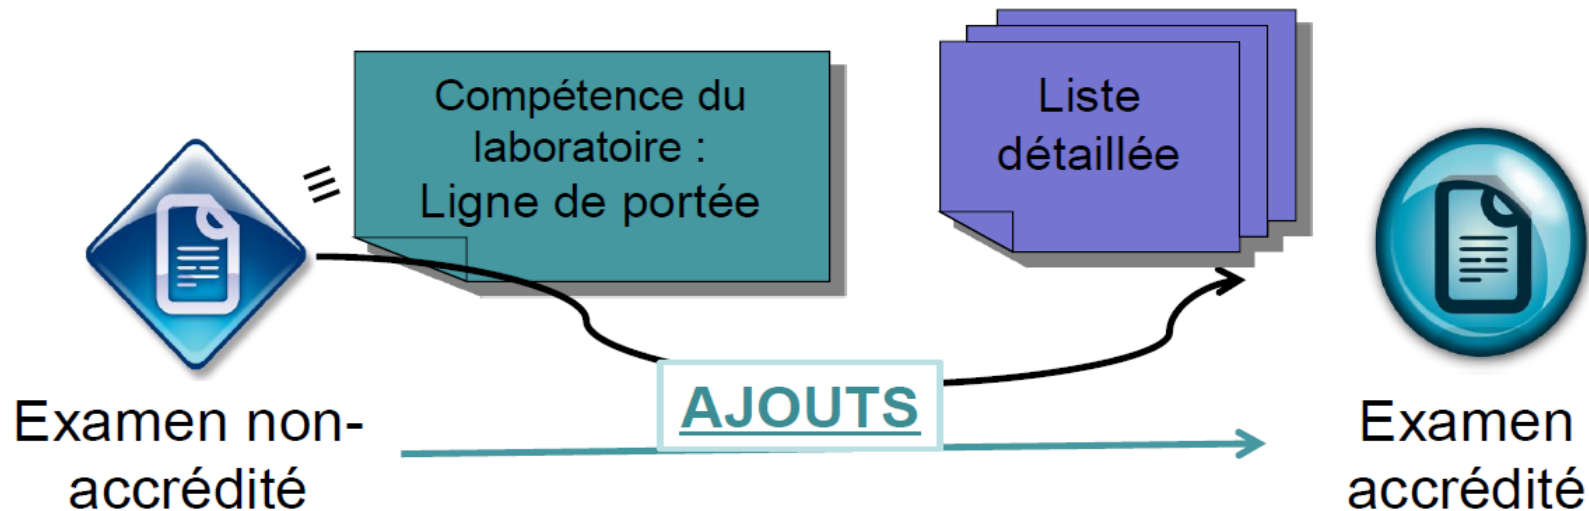 Compétence du
laboratoire :
Ligne de portée
Liste
détaillée
≡
AJOUTS
Examen non-
accrédité
Examen
accrédité